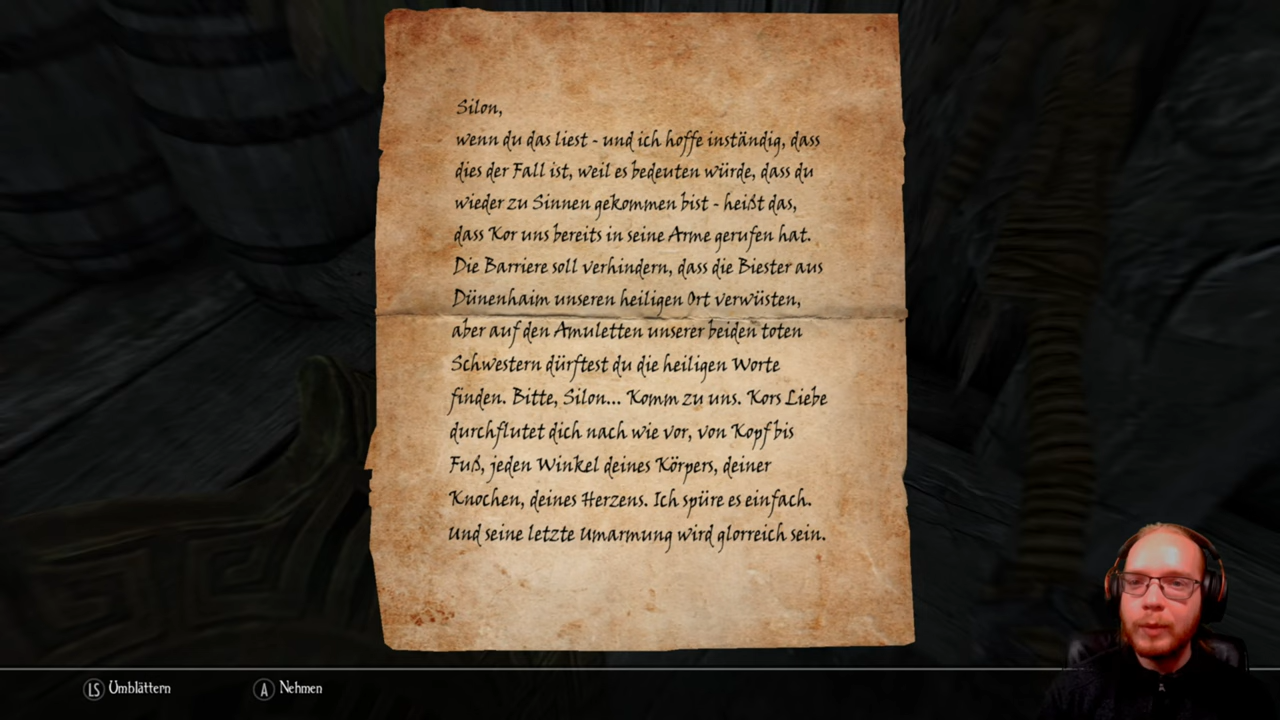 Silon,
wenn du das liest - und ich hoffe inständig, dass
dies der Fall ist, weil es bedeuten würde, dass du
wieder zu Sinnen gekommen bist - heißt das,
dass Kor uns bereits in seine Arme gerufen hat.
Die Barriere soll verhindern, dass die Biester aus
Dünenhaim unseren heiligen Ort verwüsten,
aber auf den Amuletten unserer beiden toten
Schwestern dürftest du die heiligen Worte
finden. Bitte, Silon... Komm zu uns. Kors Liebe
durchflutet dich nach wie vor, von Kopf bis
Fuß, jeden Winkel deines Körpers, deiner
Knochen, deines Herzens. Ich spüre es einfach.
Und seine letzte Umarmung wird glorreich sein.
LS Umblättern
A Nehmen